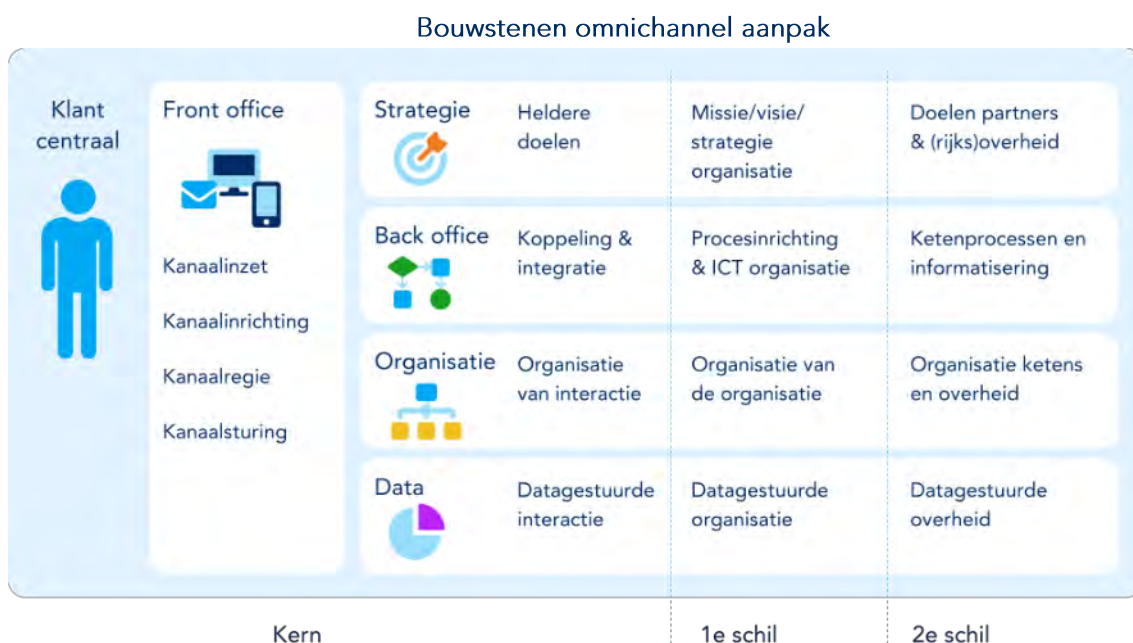 Bouwstenen omnichannel aanpak
Klant
centraal
Front office
Kanaalinzet
Kanaalinrichting
Kanaalregie
Kanaalsturing
Strategie
Heldere
doelen
Missie/visie/
strategie
organisatie
Doelen partners
& (rijks)overheid
Back office
Koppeling &
integratie
Procesinrichting
& ICT organisatie
Ketenprocessen en
informatisering
Organisatie
Organisatie
van interactie
Organisatie van
de organisatie
Organisatie ketens
en overheid
Data
Datagestuurde
interactie
Datagestuurde
organisatie
Datagestuurde
overheid
Kern
1e schil
2e schil